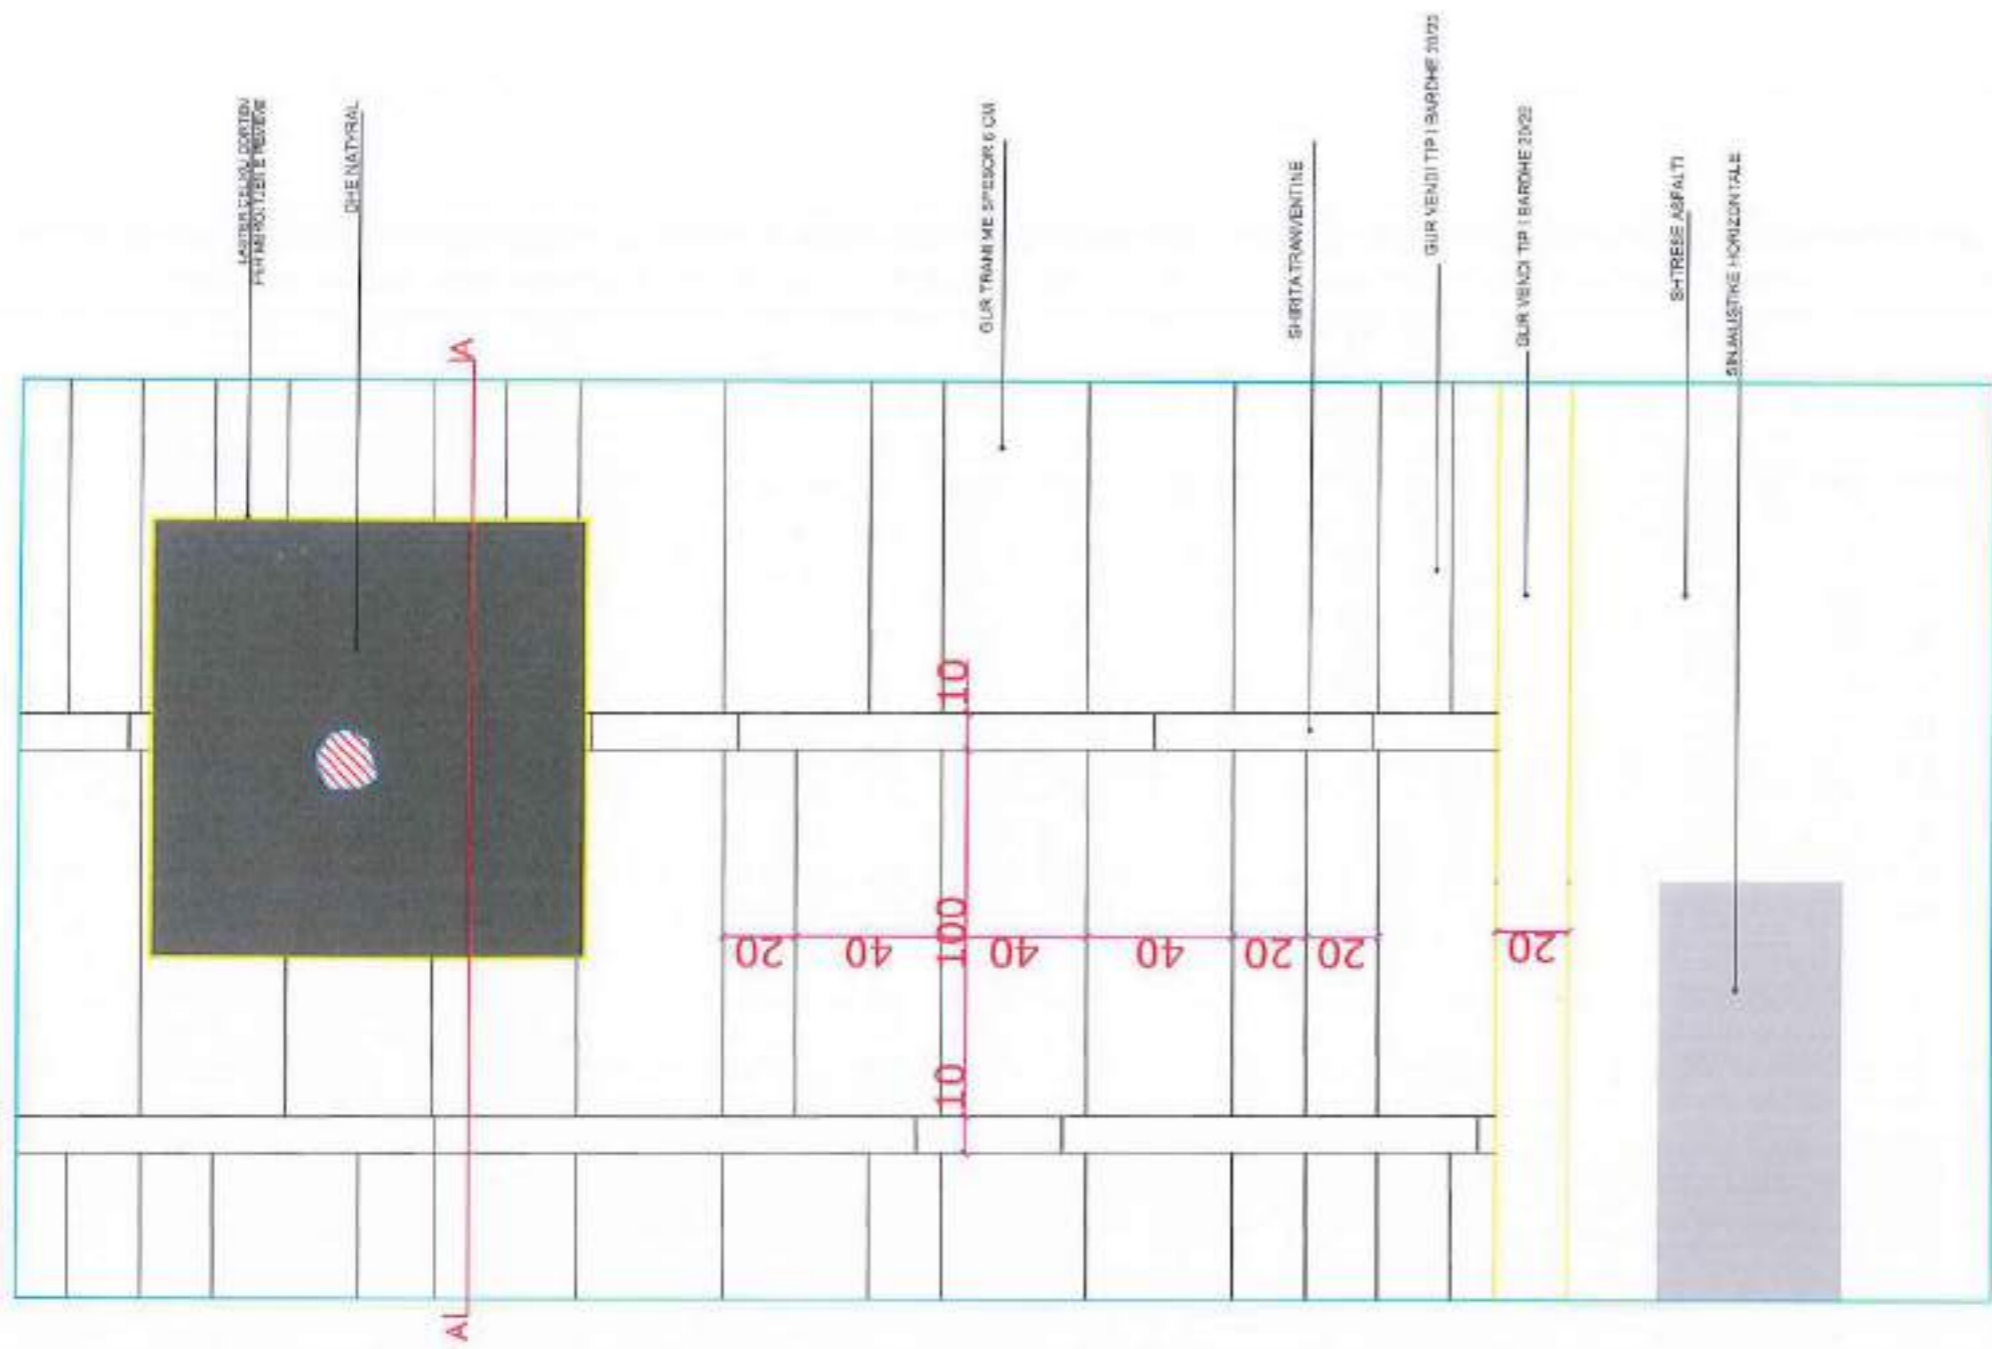 PER MBROJTJEN E PEMEVE
DHE NATYRAL
GUR TRANI ME SPESOR 6 CM
SHIRITA TRANVENTINE
GUR VENDI TIP I BARDHE 20/20
GUR VENDI TIP I BARDHE 20/20
SHTRESE ASFALTI
SINJALISTIKE HORIZONTALE
A
A
10
100
10
20
40
40
40
20
20
20